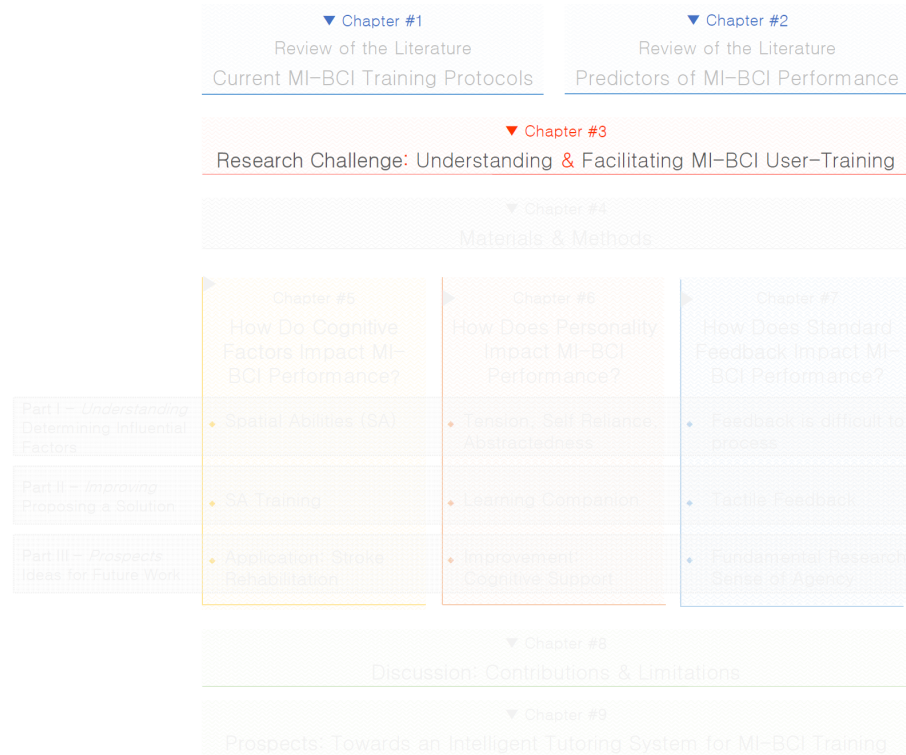 ▼ Chapter #1
Review of the Literature
Current MI-BCI Training Protocols
▼ Chapter #2
Review of the Literature
Predictors of MI-BCI Performance
▼ Chapter #3
Research Challenge: Understanding & Facilitating MI-BCI User-Training
▼ Chapter #4
Materials & Methods
Chapter #5
How Do Cognitive
Factors Impact MI-
BCI Performance?
Chapter #6
How Does Personality
Impact MI-BCI
Performance?
Chapter #7
How Does Standard
Feedback Impact MI-
BCI Performance?
Part I - Understanding
Determining Influential
Factors
Spatial Abilities (SA)
Tension, Self Reliance,
Abstractedness
Feedback is difficult to
process
Part II - Improving
Proposing a Solution
SA Training
Learning Companion
Tactile Feedback
Part III - Prospects
Ideas for Future Work
Application: Stroke
Rehabilitation
Improvement:
Cognitive Support
Fundamental Research
Sense of Agency
▼ Chapter #8
Discussion: Contributions & Limitations
▼ Chapter #9
Prospects: Towards an Intelligent Tutoring System for MI-BCI Training